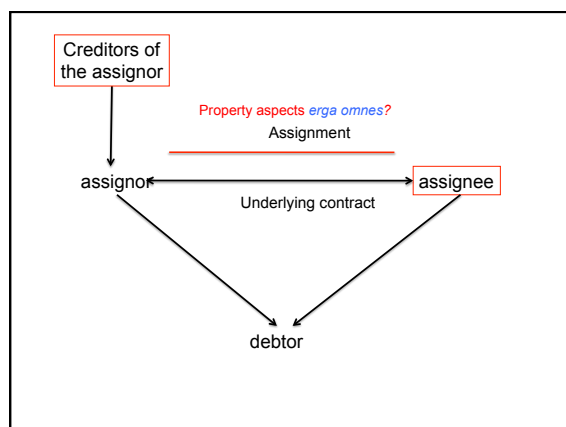 Creditors of
the assignor
Property aspects erga omnes?
Assignment
assignor
assignee
Underlying contract
debtor